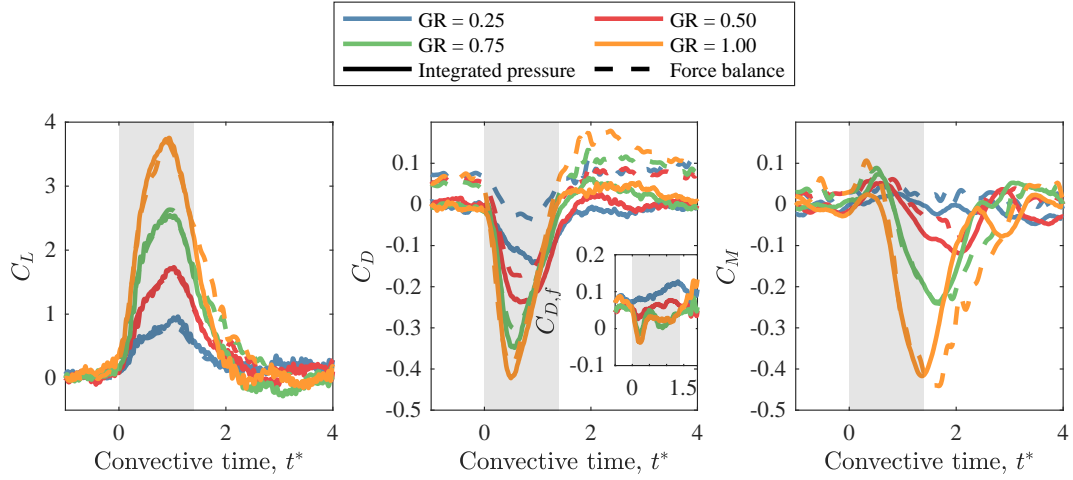 GR = 0.25 GR = 0.50
GR = 0.75 GR = 1.00
Integrated pressure Force balance
4
3
2
1
0
0 2 4
C_L
Convective time, t*
0.1
0
-0.1
-0.2
-0.3
-0.4
-0.5
0 2 4
C_D
Convective time, t*
0.2
0.1
0
-0.1
0 1.5
C_{D,f}
0.1
0
-0.1
-0.2
-0.3
-0.4
-0.5
0 2 4
C_M
Convective time, t*